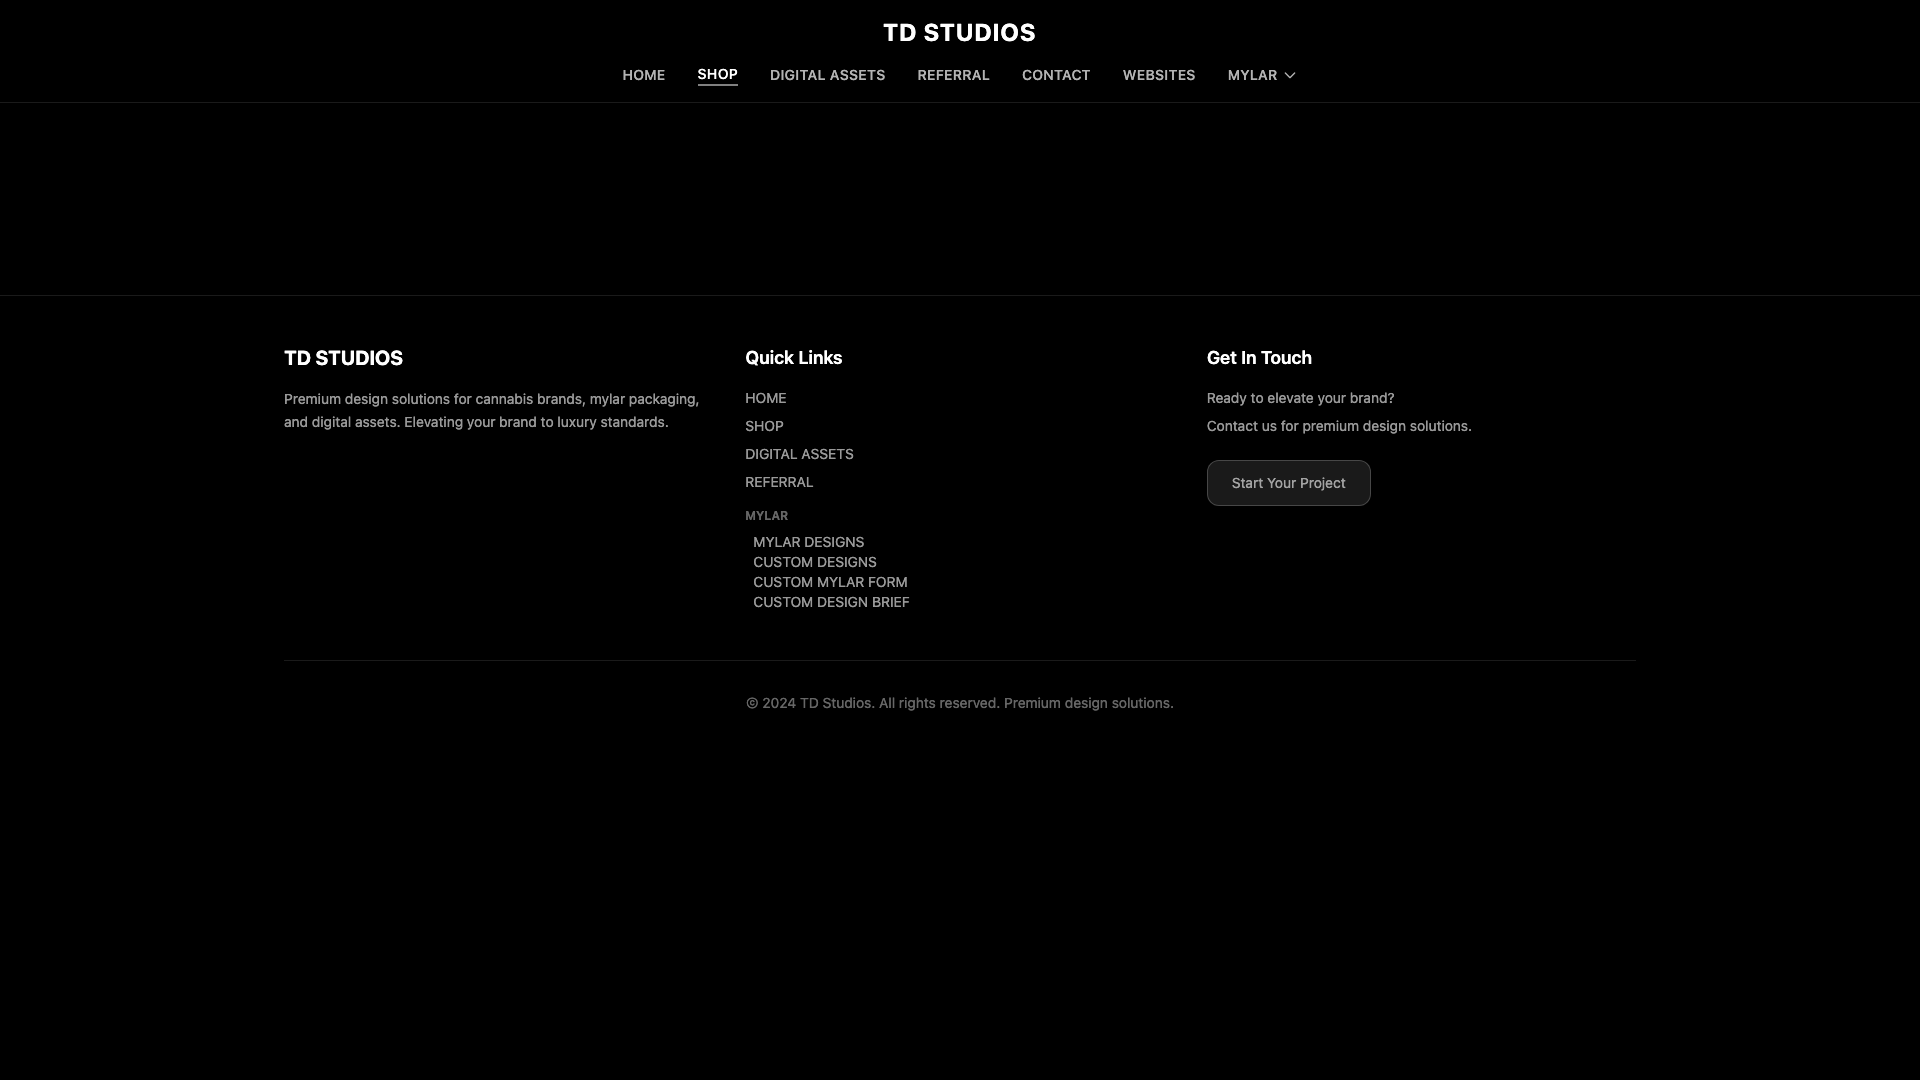 TD STUDIOS
HOME SHOP DIGITAL ASSETS REFERRAL CONTACT WEBSITES MYLAR
TD STUDIOS
Premium design solutions for cannabis brands, mylar packaging,
and digital assets. Elevating your brand to luxury standards.
Quick Links
HOME
SHOP
DIGITAL ASSETS
REFERRAL
MYLAR
MYLAR DESIGNS
CUSTOM DESIGNS
CUSTOM MYLAR FORM
CUSTOM DESIGN BRIEF
Get In Touch
Ready to elevate your brand?
Contact us for premium design solutions.
Start Your Project
© 2024 TD Studios. All rights reserved. Premium design solutions.